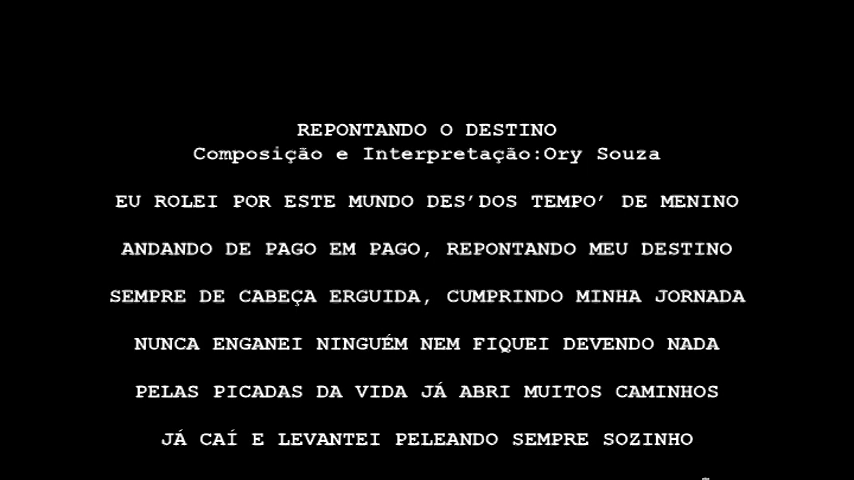 REPONTANDO O DESTINO
Composição e Interpretação:Ory Souza
EU ROLEI POR ESTE MUNDO DES’DOS TEMPO’ DE MENINO
ANDANDO DE PAGO EM PAGO, REPONTANDO MEU DESTINO
SEMPRE DE CABEÇA ERGUIDA, CUMPRINDO MINHA JORNADA
NUNCA ENGANEI NINGUÉM NEM FIQUEI DEVENDO NADA
PELAS PICADAS DA VIDA JÁ ABRI MUITOS CAMINHOS
JÁ CAÍ E LEVANTEI PELEANDO SEMPRE SOZINHO